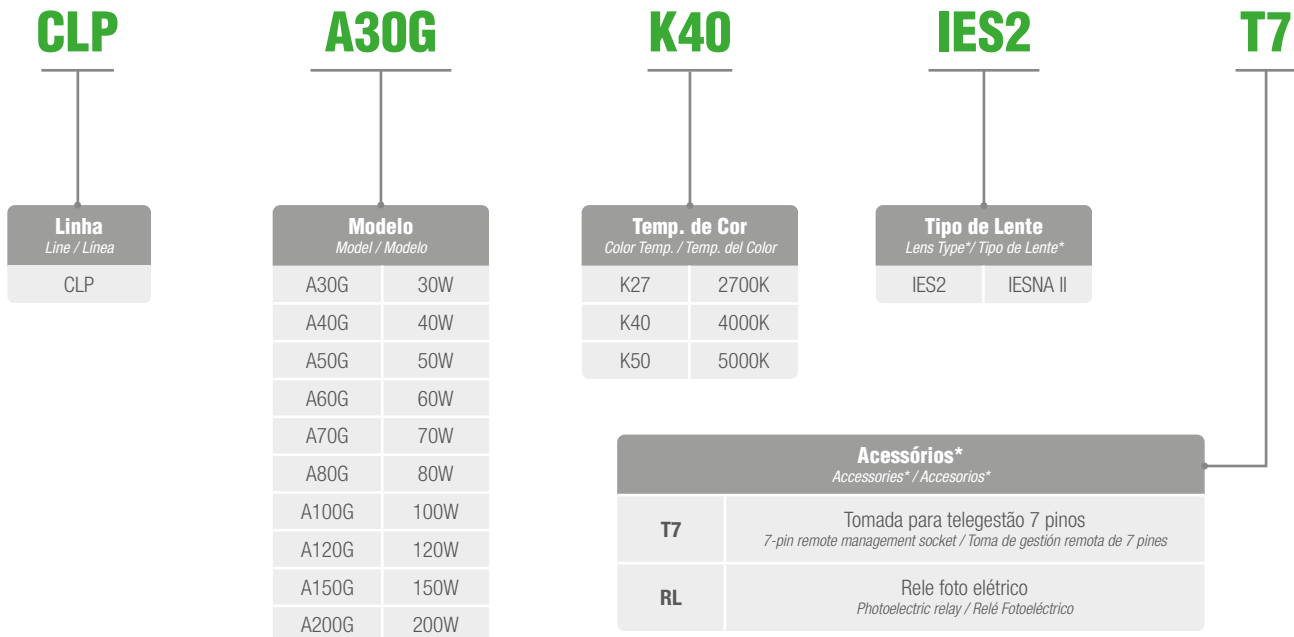 CLP A30G K40 IES2 T7
Linha
Line / Línea
CLP
Modelo
Model / Modelo
A30G 30W
A40G 40W
A50G 50W
A60G 60W
A70G 70W
A80G 80W
A100G 100W
A120G 120W
A150G 150W
A200G 200W
Temp. de Cor
Color Temp. / Temp. del Color
K27 2700K
K40 4000K
K50 5000K
Tipo de Lente
Lens Type*/ Tipo de Lente*
IES2 IESNA II
Acessórios*
Accessories* / Accesorios*
T7 Tomada para telegestão 7 pinos
7-pin remote management socket / Toma de gestión remota de 7 pines
RL Rele foto elétrico
Photoelectric relay / Relé Fotoeléctrico